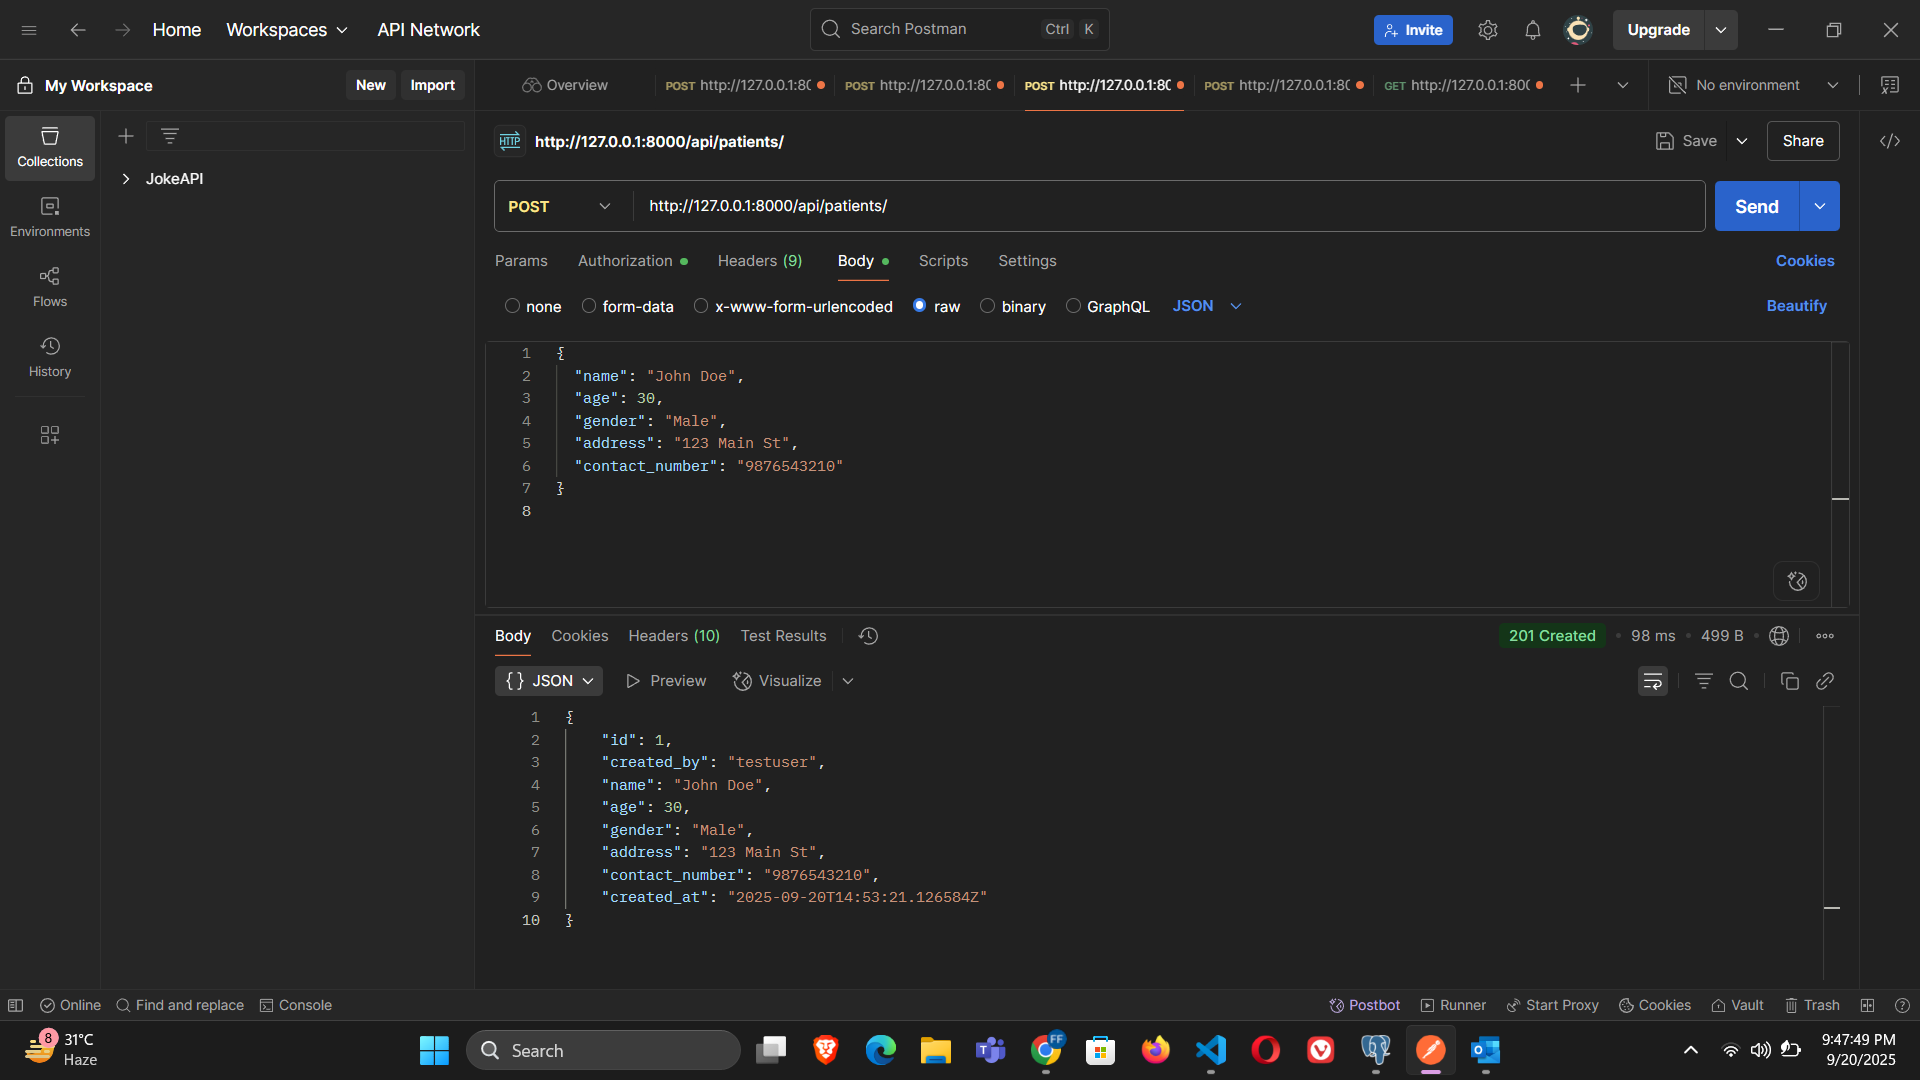 Home Workspaces API Network
Search Postman Ctrl K
Invite Upgrade
My Workspace New Import
Overview POST http://127.0.0.1:8 POST http://127.0.0.1:8 POST http://127.0.0.1:8 POST http://127.0.0.1:8 GET http://127.0.0.1:800
No environment
Collections
JokeAPI
Environments
Flows
History
HTTP http://127.0.0.1:8000/api/patients/
Save Share
POST http://127.0.0.1:8000/api/patients/ Send
Params Authorization Headers (9) Body Scripts Settings Cookies
none form-data x-www-form-urlencoded raw binary GraphQL JSON Beautify
1 {
2 "name": "John Doe",
3 "age": 30,
4 "gender": "Male",
5 "address": "123 Main St",
6 "contact_number": "9876543210"
7 }
8
Body Cookies Headers (10) Test Results 201 Created 98 ms 499 B
{} JSON Preview Visualize
1 {
2 "id": 1,
3 "created_by": "testuser",
4 "name": "John Doe",
5 "age": 30,
6 "gender": "Male",
7 "address": "123 Main St",
8 "contact_number": "9876543210",
9 "created_at": "2025-09-20T14:53:21.126584Z"
10 }
Online Find and replace Console Postbot Runner Start Proxy Cookies Vault Trash
8 31°C
Haze
Search
FF
9:47:49 PM
9/20/2025